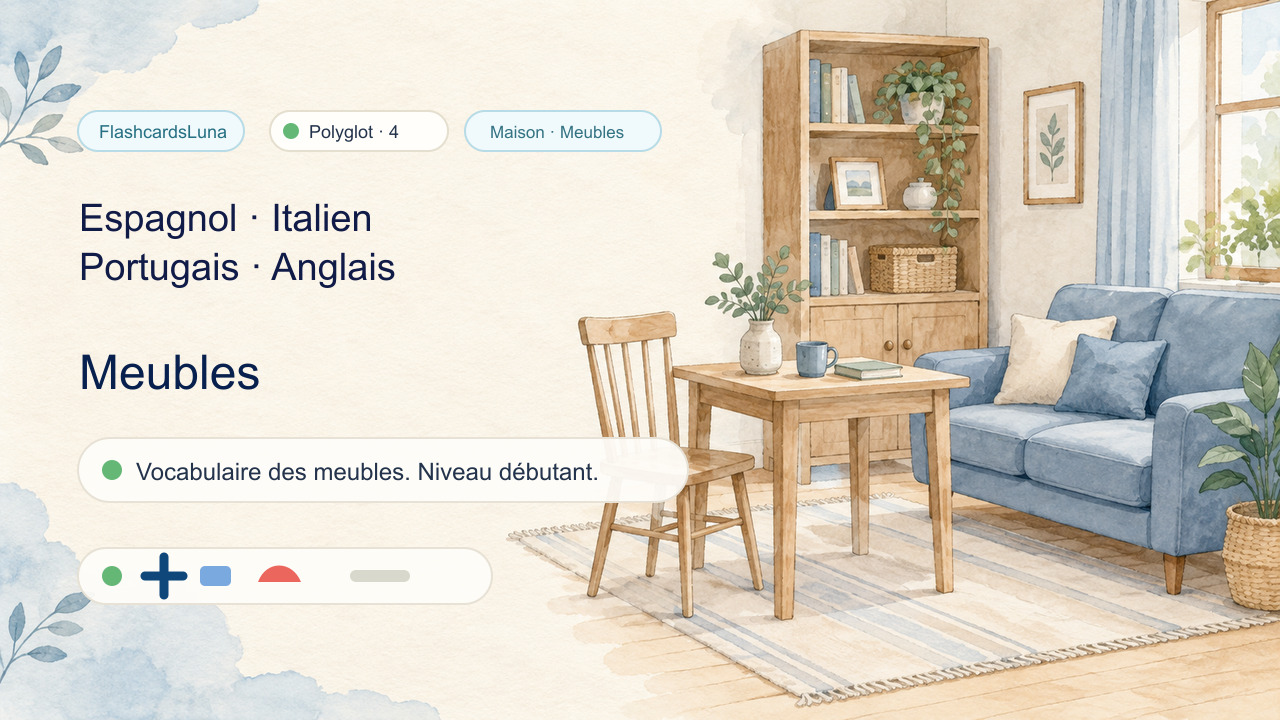 FlashcardsLuna
Polyglot · 4
Maison · Meubles
Espagnol · Italien
Portugais · Anglais
Meubles
Vocabulaire des meubles. Niveau débutant.